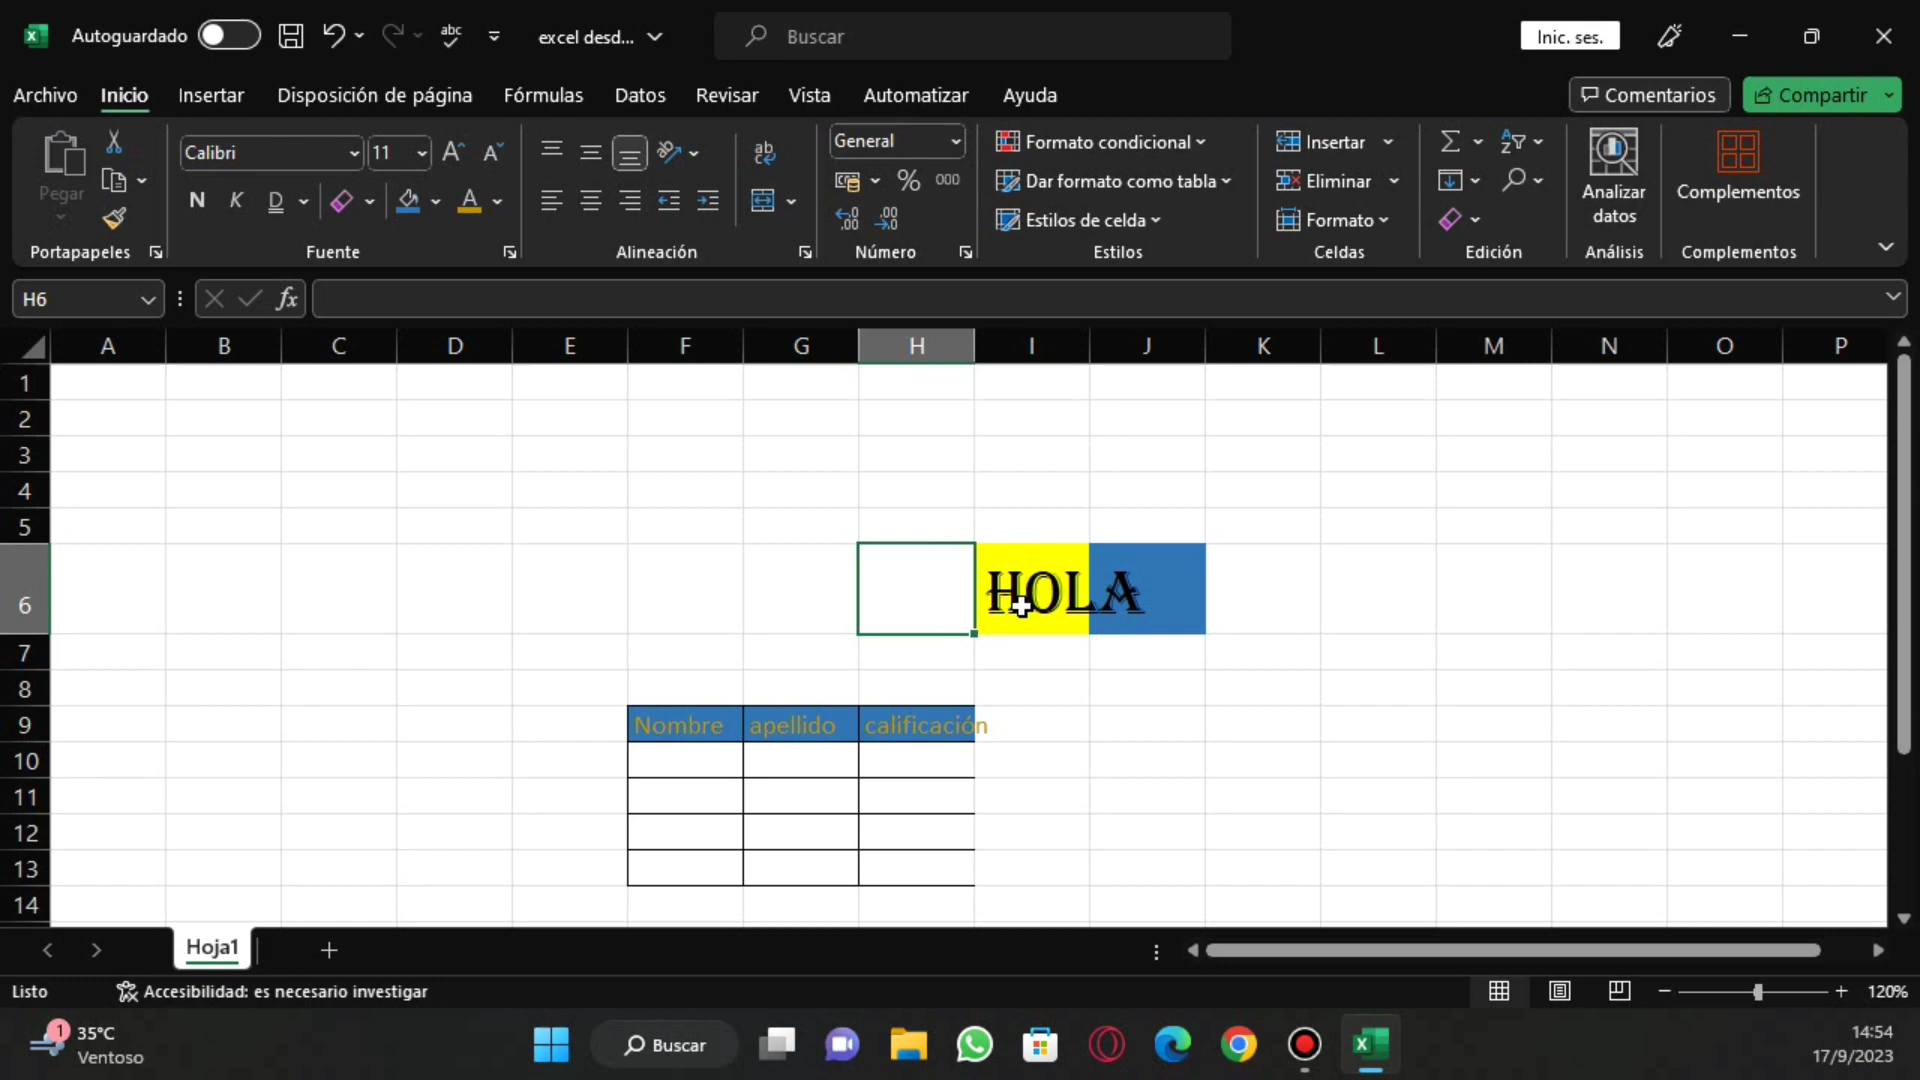 Autoguardado
abc
excel desd...
Buscar
Inic. ses.
Archivo Inicio Insertar Disposición de página Fórmulas Datos Revisar Vista Automatizar Ayuda
Comentarios Compartir
Pegar
Portapapeles
Calibri 11
N K D
Fuente
Alineación
General
% 000
Número
Formato condicional
Dar formato como tabla
Estilos de celda
Estilos
Insertar
Eliminar
Formato
Celdas
Edición
Analizar
datos
Análisis
Complementos
Complementos
H6
fx
A B C D E F G H I J K L M N O P
1
2
3
4
5
6 HOLA
7
8
9 Nombre apellido calificación
10
11
12
13
14
Hoja1
Listo Accesibilidad: es necesario investigar 120%
1
35°C
Ventoso
Buscar
14:54
17/9/2023